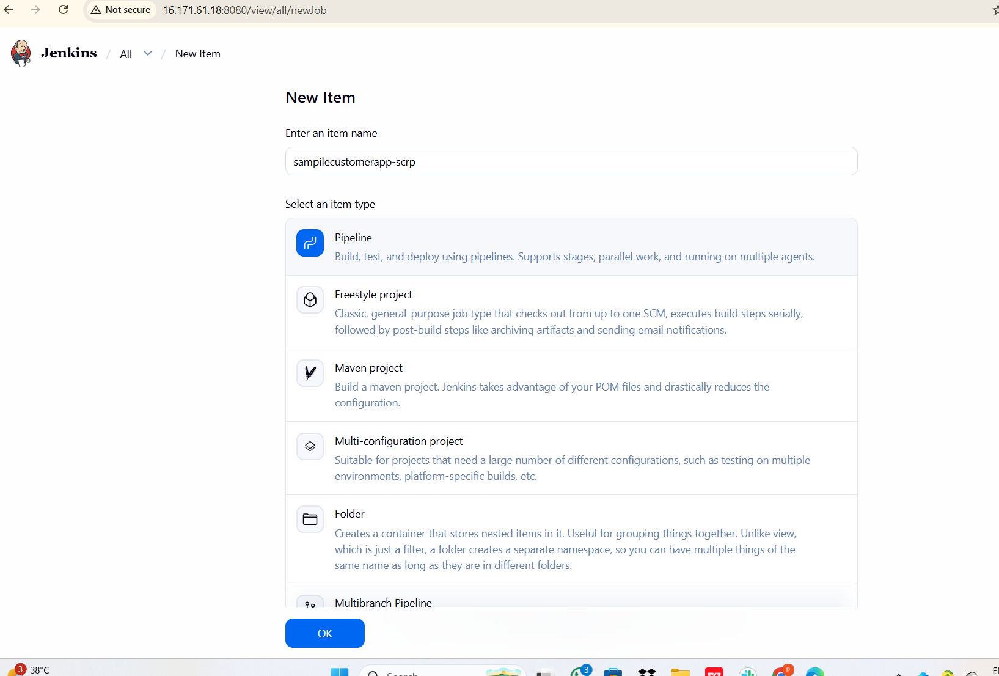 Not secure 16.171.61.18:8080/view/all/newJob
Jenkins / All / New Item
New Item
Enter an item name
sampilecustomerapp-scrp
Select an item type
Pipeline
Build, test, and deploy using pipelines. Supports stages, parallel work, and running on multiple agents.
Freestyle project
Classic, general-purpose job type that checks out from up to one SCM, executes build steps serially,
followed by post-build steps like archiving artifacts and sending email notifications.
Maven project
Build a maven project. Jenkins takes advantage of your POM files and drastically reduces the
configuration.
Multi-configuration project
Suitable for projects that need a large number of different configurations, such as testing on multiple
environments, platform-specific builds, etc.
Folder
Creates a container that stores nested items in it. Useful for grouping things together. Unlike view,
which is just a filter, a folder creates a separate namespace, so you can have multiple things of the
same name as long as they are in different folders.
Multibranch Pipeline
OK
3 38°C Search 3 P